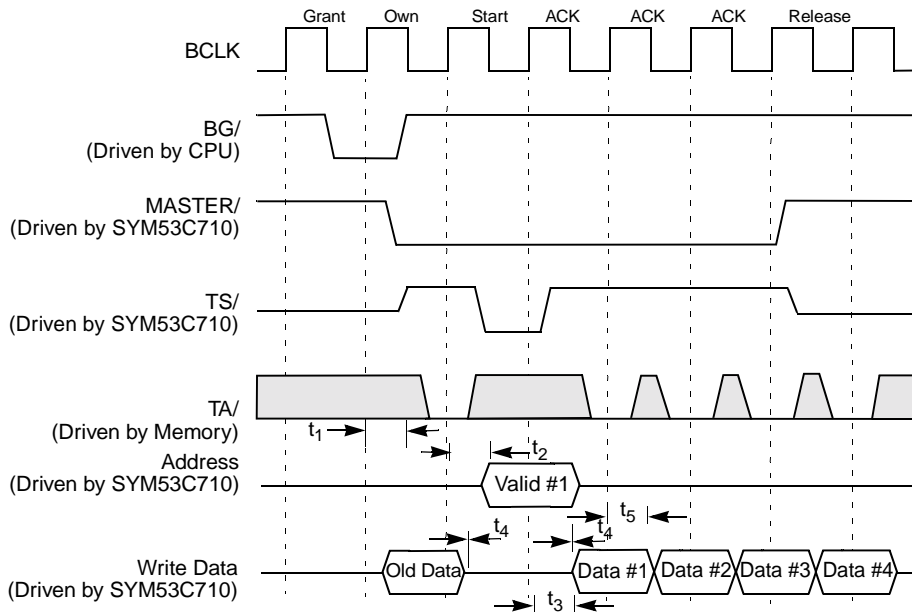 Grant Own Start ACK ACK ACK Release
BCLK
BG/
(Driven by CPU)
MASTER/
(Driven by SYM53C710)
TS/
(Driven by SYM53C710)
TA/
(Driven by Memory)
t1
t2
Address
(Driven by SYM53C710)
Valid #1
t4
t4
t5
Write Data
(Driven by SYM53C710)
Old Data Data #1 Data #2 Data #3 Data #4
t3